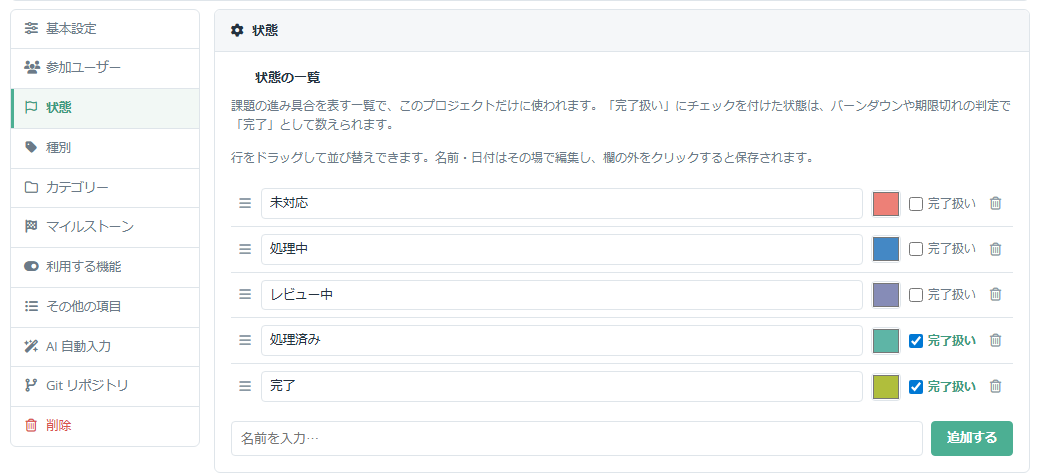 基本設定
参加ユーザー
状態
種別
カテゴリー
マイルストーン
利用する機能
その他の項目
AI 自動入力
Git リポジトリ
削除
状態
状態の一覧
課題の進み具合を表す一覧で、このプロジェクトだけに使われます。「完了扱い」にチェックを付けた状態は、バーンダウンや期限切れの判定で
「完了」として数えられます。
行をドラッグして並び替えできます。名前・日付はその場で編集し、欄の外をクリックすると保存されます。
未対応 完了扱い
処理中 完了扱い
レビュー中 完了扱い
処理済み 完了扱い
完了 完了扱い
名前を入力… 追加する